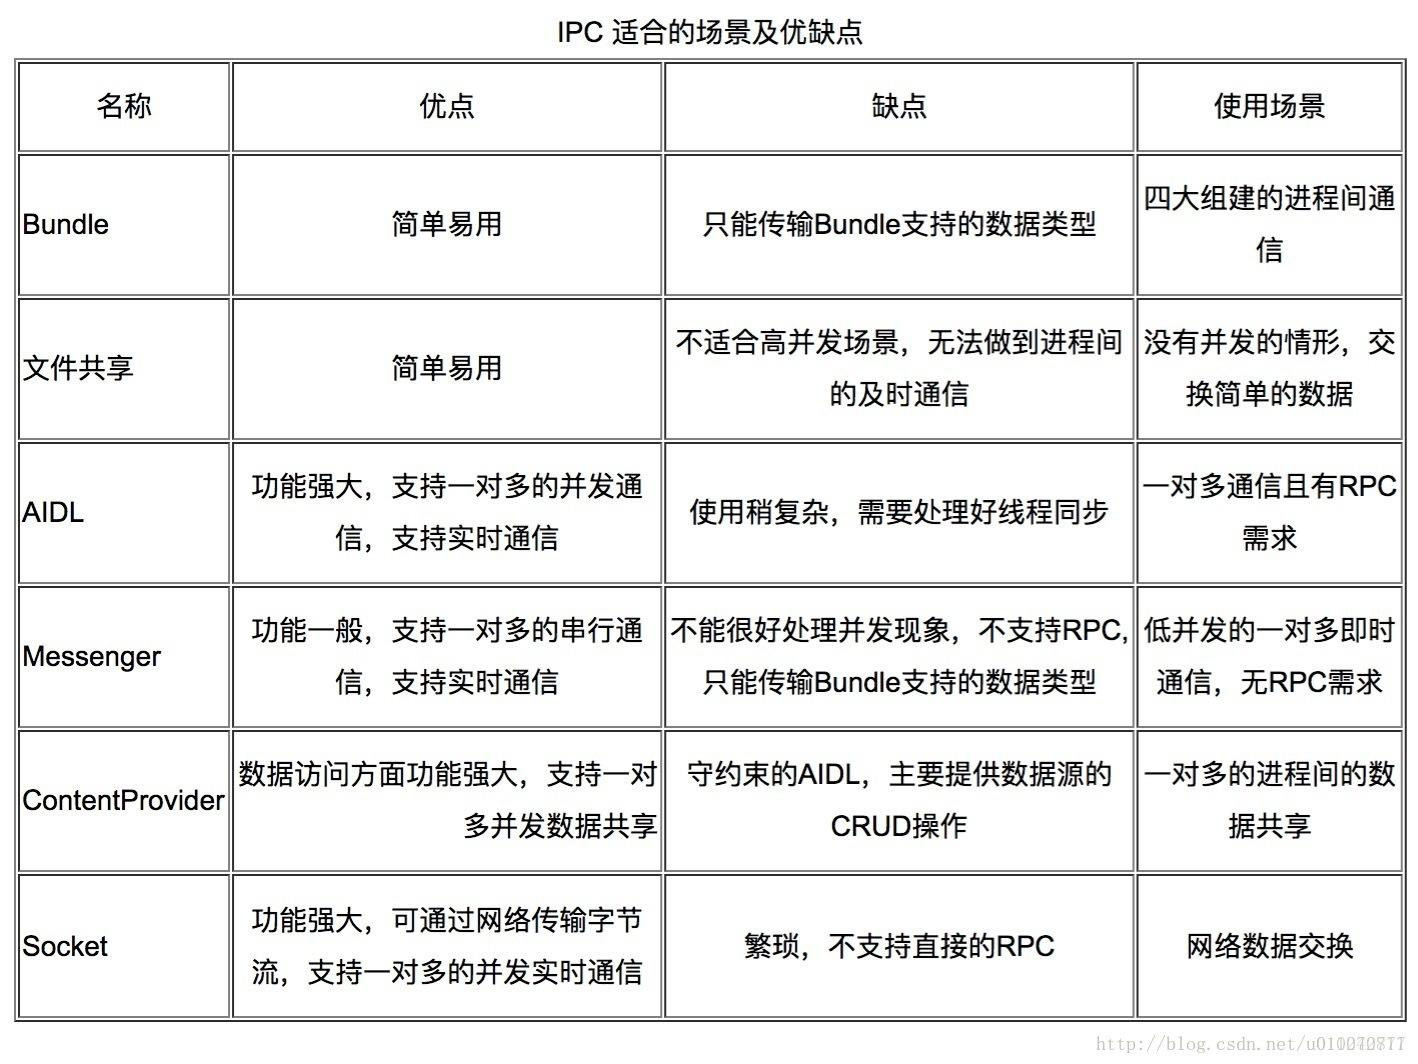 IPC 适合的场景及优缺点
名称
优点
缺点
使用场景
Bundle
简单易用
只能传输Bundle支持的数据类型
四大组建的进程间通
信
文件共享
简单易用
不适合高并发场景，无法做到进程间
的及时通信
没有并发的情形，交
换简单的数据
AIDL
功能强大，支持一对多的并发通
信，支持实时通信
使用稍复杂，需要处理好线程同步
一对多通信且有RPC
需求
Messenger
功能一般，支持一对多的串行通
信，支持实时通信
不能很好处理并发现象，不支持RPC,
只能传输Bundle支持的数据类型
低并发的一对多即时
通信，无RPC需求
ContentProvider
数据访问方面功能强大，支持一对
多并发数据共享
守约束的AIDL，主要提供数据源的
CRUD操作
一对多的进程间的数
据共享
Socket
功能强大，可通过网络传输字节
流，支持一对多的并发实时通信
繁琐，不支持直接的RPC
网络数据交换